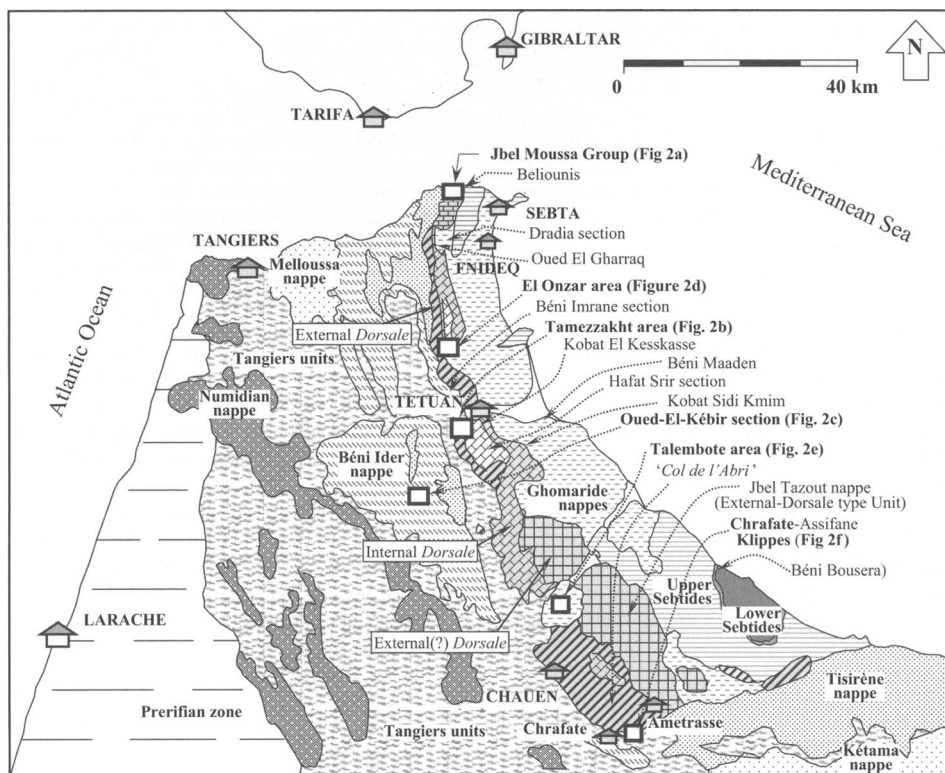 GIBRALTAR
N
0 40 km
TARIFA
Jbel Moussa Group (Fig 2a)
Beliounis
Mediterranean Sea
SEBTA
Dradia section
TANGIERS
Oued El Gharraq
Melloussa
nappe
FNIDEQ
El Onzar area (Figure 2d)
Béni Imrane section
External Dorsale
Tamezzakht area (Fig. 2b)
Kobat El Kesskasse
Atlantic Ocean
Tangiers units
Béni Maaden
Hafat Srir section
Numidian
nappe
TETUAN
Kobat Sidi Kmim
Oued-El-Kébir section (Fig. 2c)
Talembote area (Fig. 2e)
Béni Ider
nappe
'Col de l'Abri'
Ghomaride
nappes
Jbel Tazout nappe
(External-Dorsale type Unit)
Chrafate-Assifane
Klippes (Fig 2f)
Internal Dorsale
Béni Bousera)
Upper
Sebtides
Lower
Sebtides
LARACHE
External(?) Dorsale
CHAUEN
Tisirène
nappe
Prerifian zone
Tangiers units
Chrafate
Ametrasse
Kétama
nappe